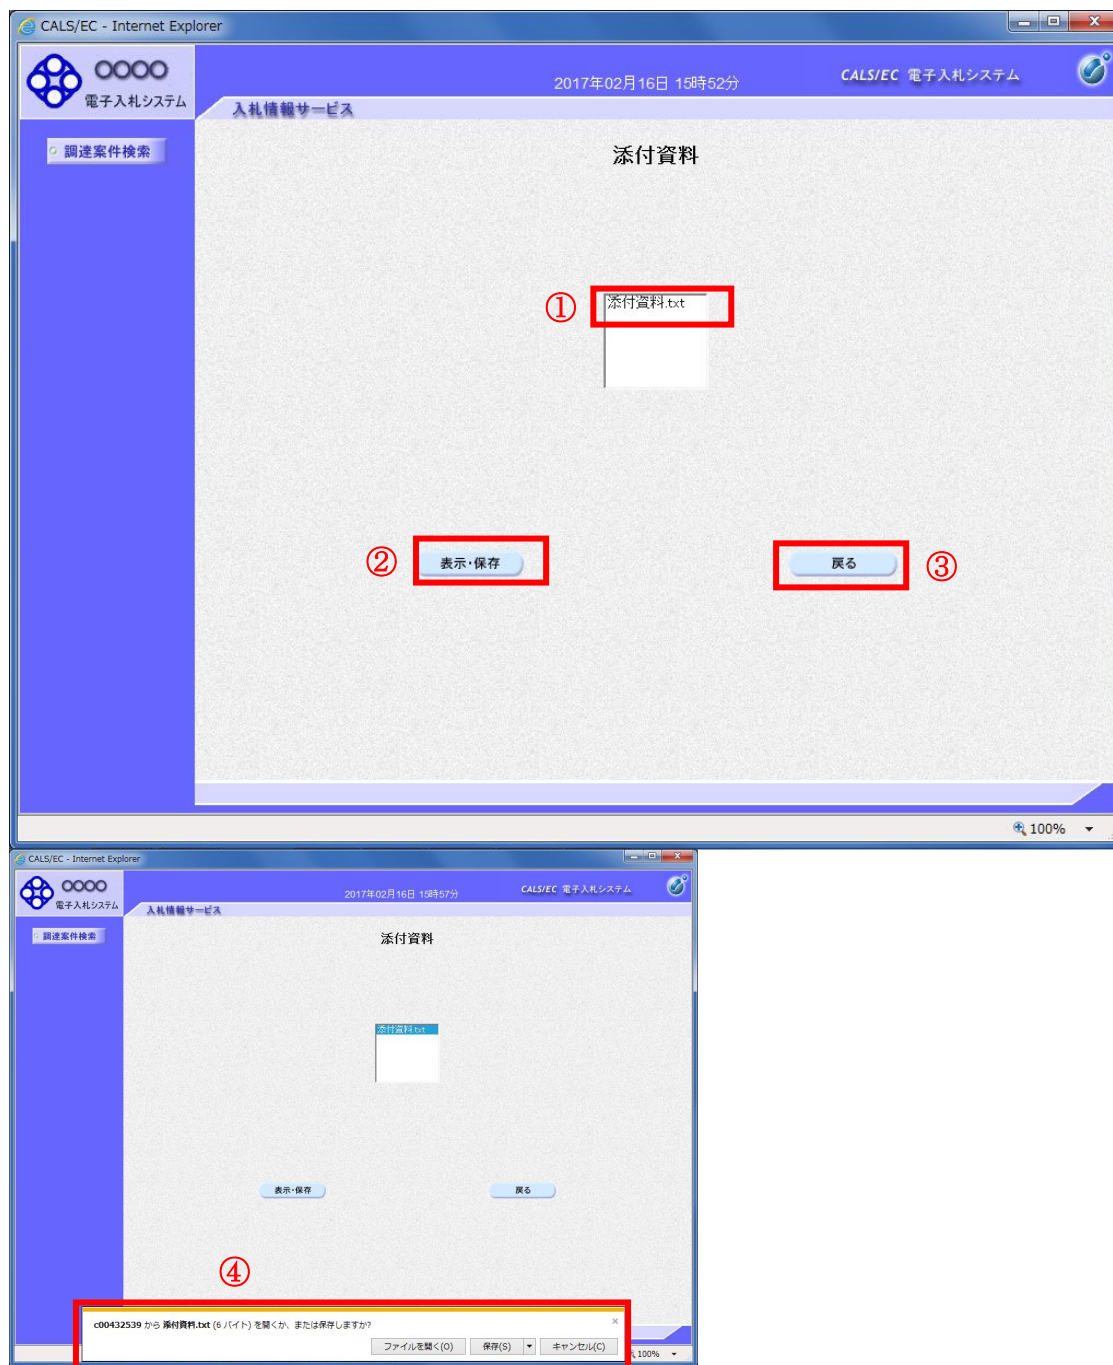 CALS/EC - Internet Explorer
○○○○
電子入札システム
2017年02月16日 15時52分
CALS/EC 電子入札システム
入札情報サービス
調達案件検索
添付資料
① 添付資料.txt
② 表示・保存
戻る ③
100%
CALS/EC - Internet Explorer
○○○○
電子入札システム
2017年02月16日 15時57分
CALS/EC 電子入札システム
入札情報サービス
調達案件検索
添付資料
添付資料.txt
表示・保存
戻る
④
c00432539 から 添付資料.txt (6 バイト) を開くか、または保存しますか?
×
ファイルを開く(O) 保存(S) キャンセル(C)
100%